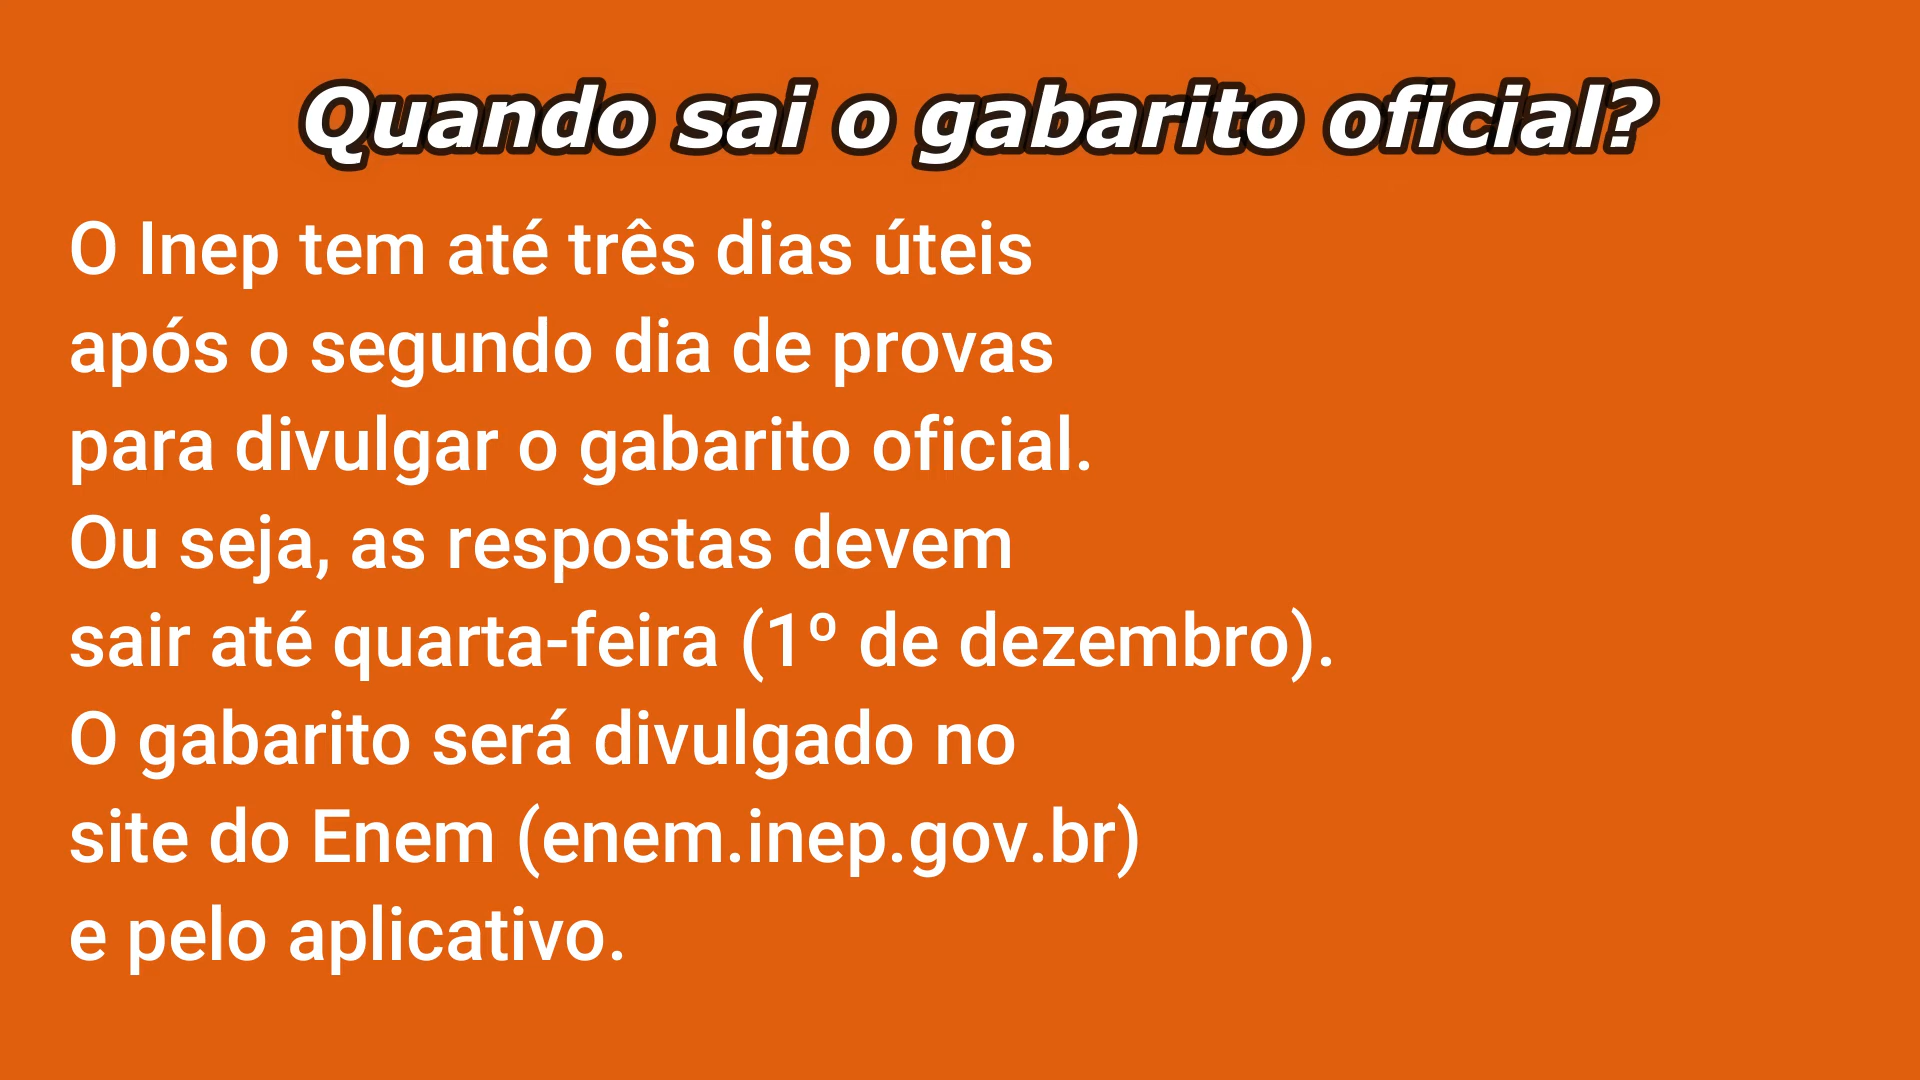 Quando sai o gabarito oficial?
O Inep tem até três dias úteis
após o segundo dia de provas
para divulgar o gabarito oficial.
Ou seja, as respostas devem
sair até quarta-feira (1º de dezembro).
O gabarito será divulgado no
site do Enem (enem.inep.gov.br)
e pelo aplicativo.